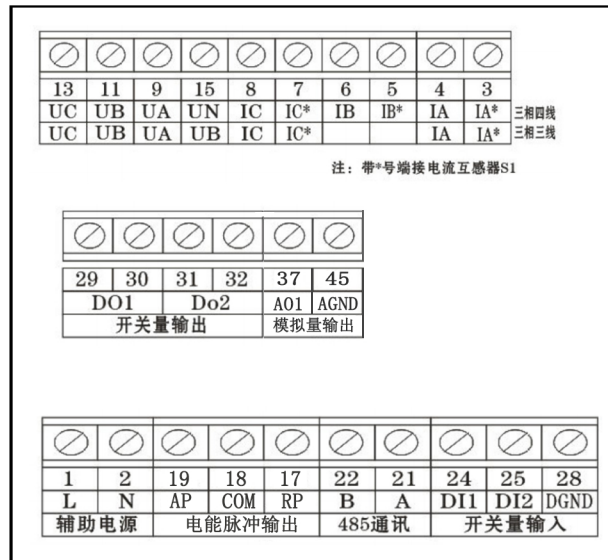 13 11 9 15 8 7 6 5 4 3
UC UB UA UN IC IC* IB IB* IA IA* 三相四线
UC UB UA UB IC IC* IA IA* 三相三线
注：带*号端接电流互感器S1
29 30 31 32 37 45
DO1 Do2 AO1 AGND
开关量输出 模拟量输出
1 2 19 18 17 22 21 24 25 28
L N AP COM RP B A DI1 DI2 DGND
辅助电源 电能脉冲输出 485通讯 开关量输入